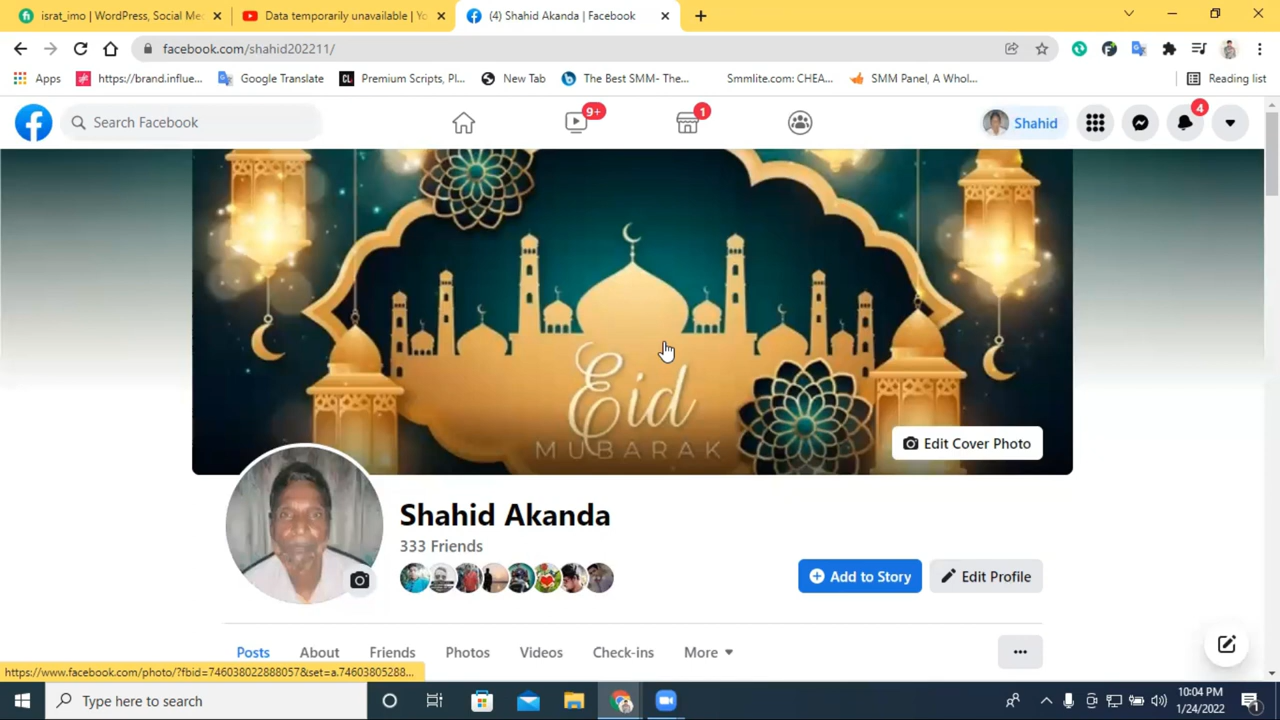 israt_imo | WordPress, Social Me
Data temporarily unavailable | Yo
(4) Shahid Akanda | Facebook
facebook.com/shahid202211/
Apps
https://brand.influe...
Google Translate
CL
Premium Scripts, Pl...
New Tab
The Best SMM- The...
Smmlite.com: CHEA...
SMM Panel, A Whol...
Reading list
Search Facebook
9+
1
Shahid
4
Eid
MUBARAK
Edit Cover Photo
Shahid Akanda
333 Friends
Add to Story
Edit Profile
Posts
About
Friends
Photos
Videos
Check-ins
More
https://www.facebook.com/photo/?fbid=746038022888057&set=a.74603805288...
Type here to search
10:04 PM
1/24/2022
1